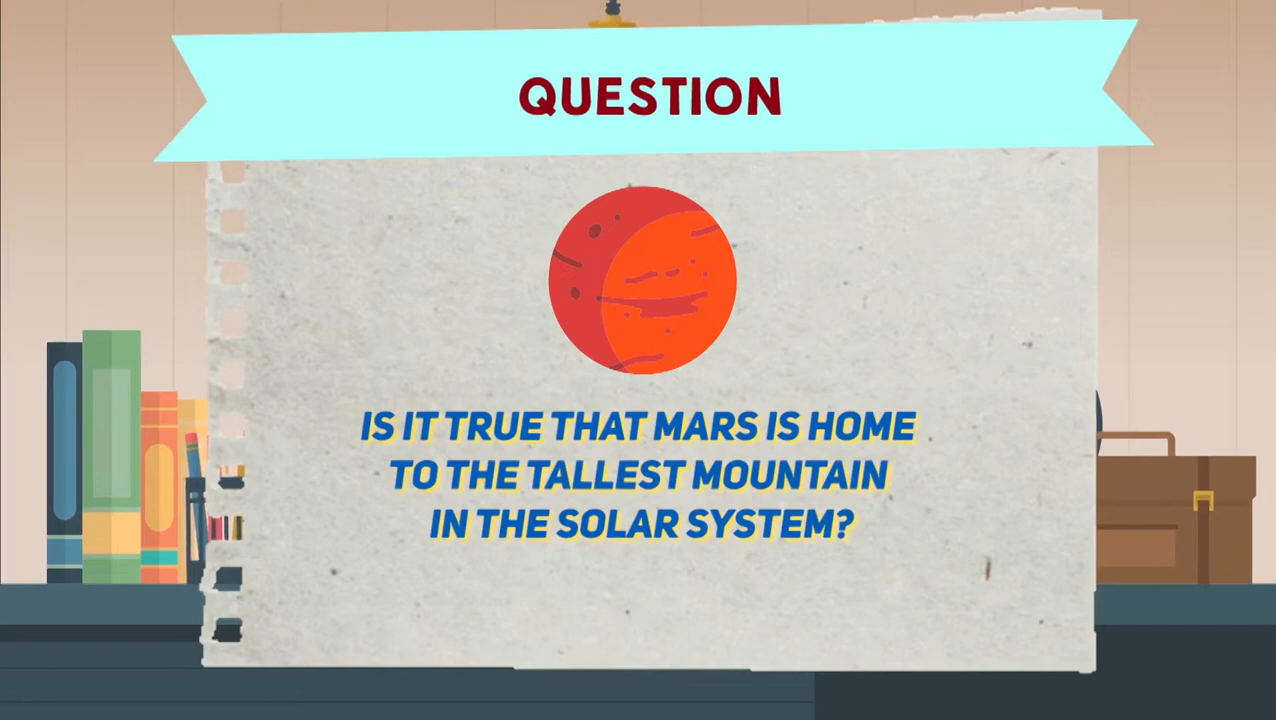 QUESTION
IS IT TRUE THAT MARS IS HOME
TO THE TALLEST MOUNTAIN
IN THE SOLAR SYSTEM?